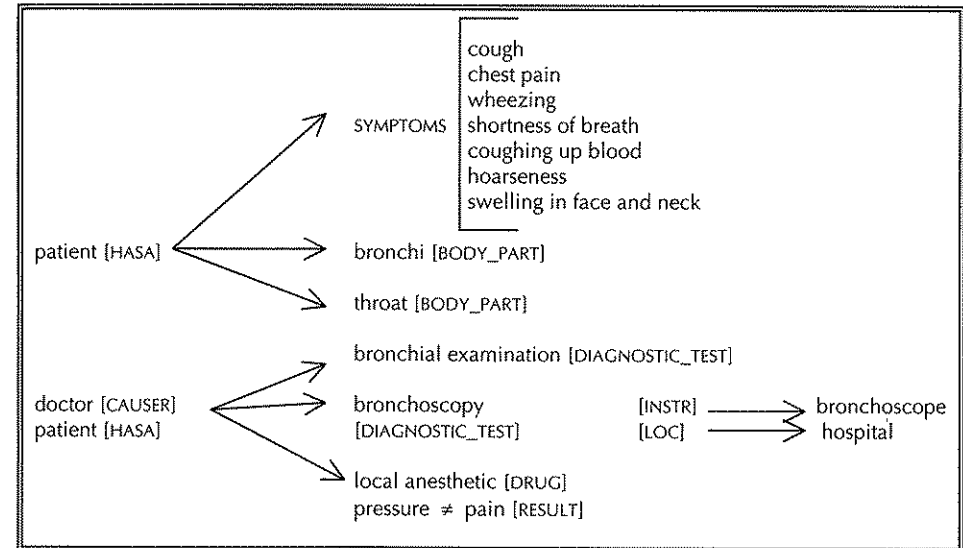 cough
chest pain
wheezing
SYMPTOMS shortness of breath
coughing up blood
hoarseness
swelling in face and neck
patient [HASA] bronchi [BODY_PART]
throat [BODY_PART]
bronchial examination [DIAGNOSTIC_TEST]
doctor [CAUSER] bronchoscopy [INSTR] bronchoscope
patient [HASA] [DIAGNOSTIC_TEST] [LOC] hospital
local anesthetic [DRUG]
pressure ≠ pain [RESULT]